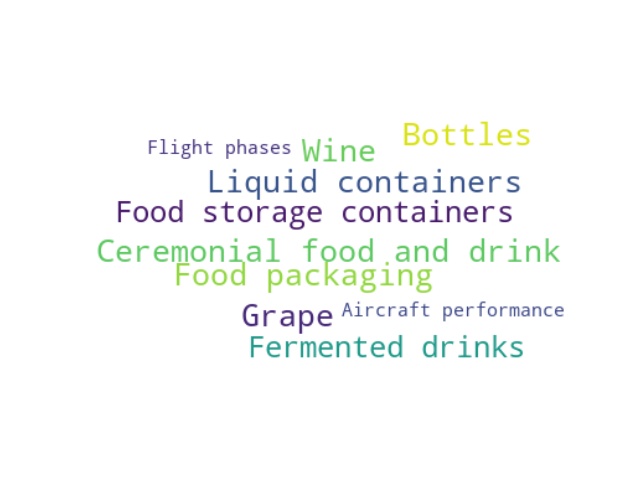 Bottles
Flight phases
Wine
Liquid containers
Food storage containers
Ceremonial food and drink
Food packaging
Grape
Aircraft performance
Fermented drinks